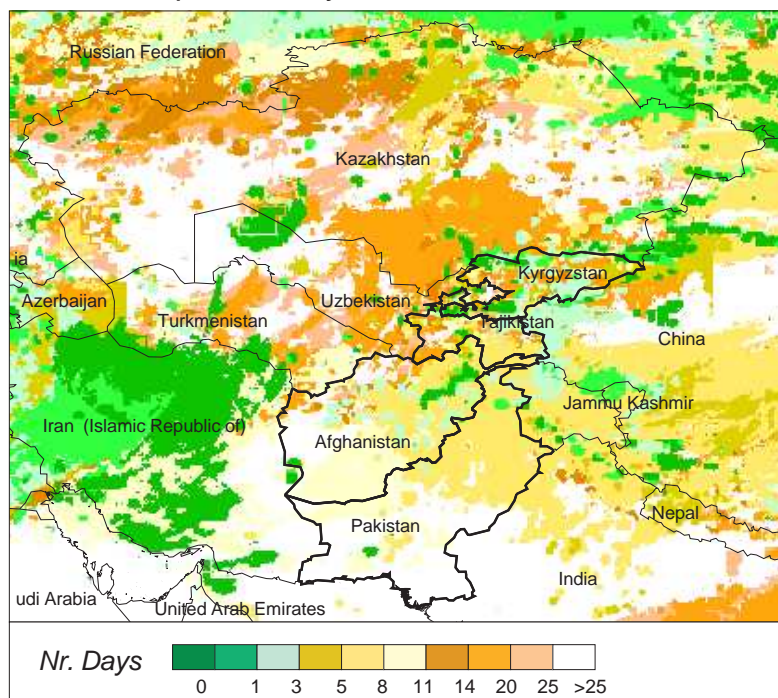 Russian Federation
Kazakhstan
ia
Kyrgyzstan
Azerbaijan
Uzbekistan
Turkmenistan
Tajikistan
China
Jammu Kashmir
Iran (Islamic Republic of)
Afghanistan
Nepal
Pakistan
India
udi Arabia
United Arab Emirates
Nr. Days
0 1 3 5 8 11 14 20 25 >25